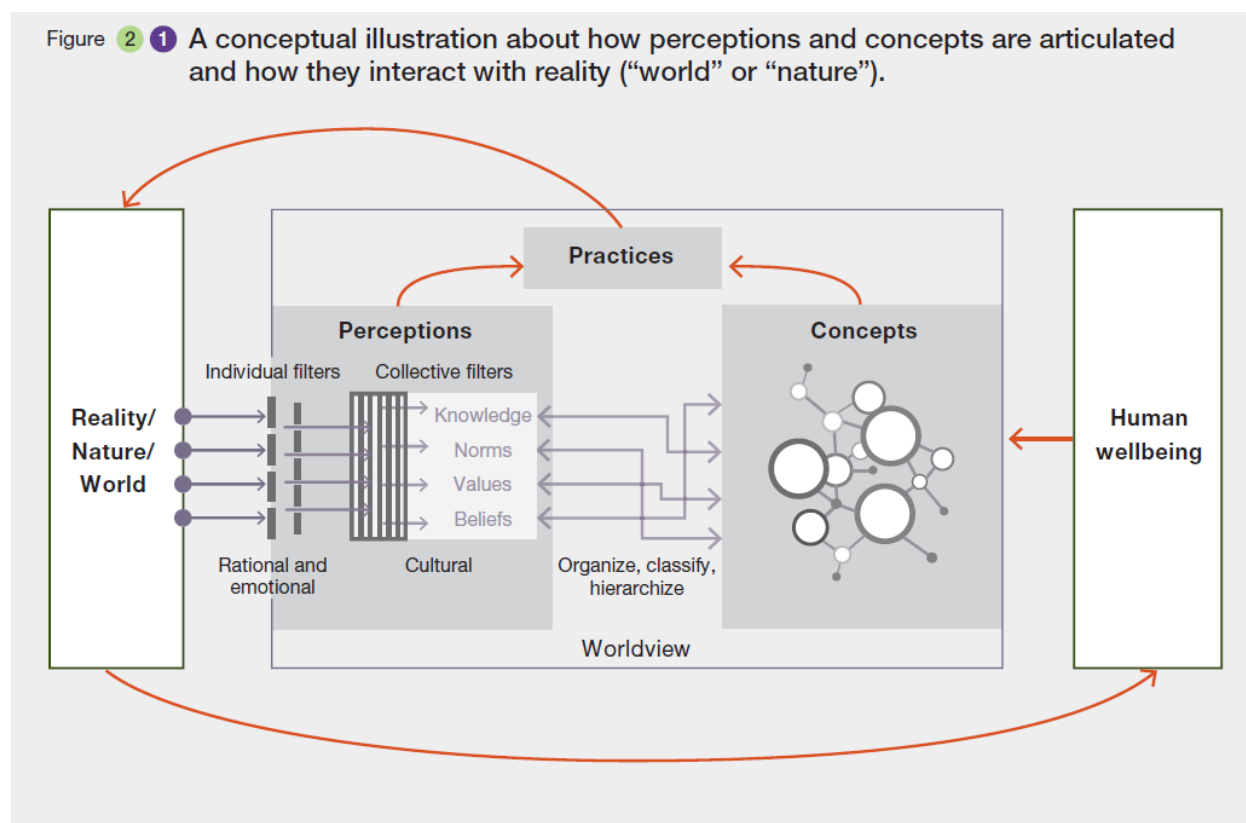 Figure 2 1 A conceptual illustration about how perceptions and concepts are articulated
and how they interact with reality (“world” or “nature”).
Practices
Perceptions
Concepts
Individual filters
Collective filters
Reality/
Nature/
World
Knowledge
Norms
Values
Beliefs
Human
wellbeing
Rational and
emotional
Cultural
Organize, classify,
hierarchize
Worldview